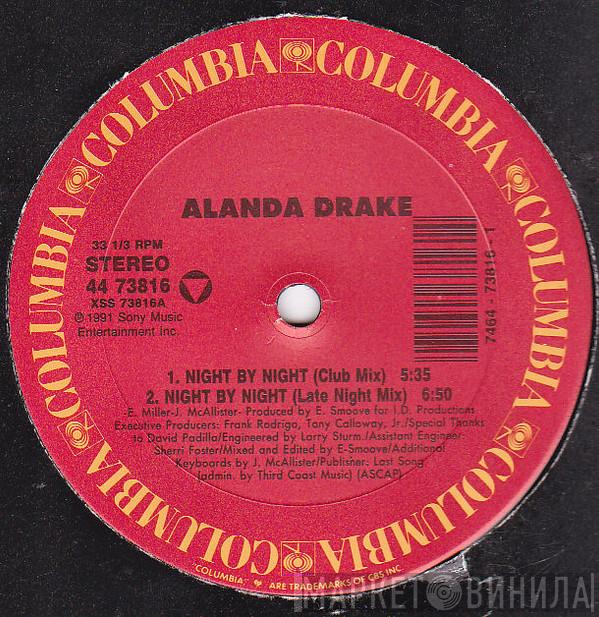 COLUMBIA COLUMBIA COLUMBIA COLUMBIA COLUMBIA COLUMBIA COLUMBIA
ALANDA DRAKE
33 1/3 RPM
STEREO
44 73816
XSS 73816A
℗ 1991 Sony Music
Entertainment Inc.
7464 - 73816 - 1
1. NIGHT BY NIGHT (Club Mix) 5:35
2. NIGHT BY NIGHT (Late Night Mix) 6:50
-E. Miller-J. McAllister- Produced by E. Smoove for I.D. Productions
Executive Producers: Frank Rodrigo, Tony Calloway, Jr./Special Thanks
to David Padilla/Engineered by Larry Sturm./Assistant Engineer:
Sherri Foster/Mixed and Edited by E-Smoove/Additional
Keyboards by J. McAllister/Publisher: Last Song
(admin. by Third Coast Music) (ASCAP)
"COLUMBIA," ARE TRADEMARKS OF CBS INC.
МАРКЕТ ВИНИЛА